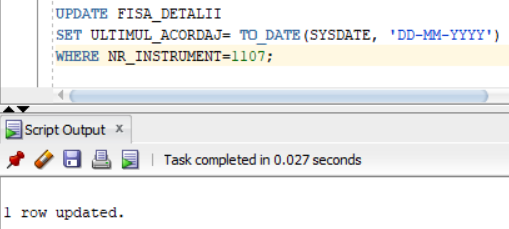 UPDATE FISA_DETALII
SET ULTIMUL_ACORDAJ= TO_DATE(SYSDATE, 'DD-MM-YYYY')
WHERE NR_INSTRUMENT=1107;
Script Output x
Task completed in 0.027 seconds
1 row updated.